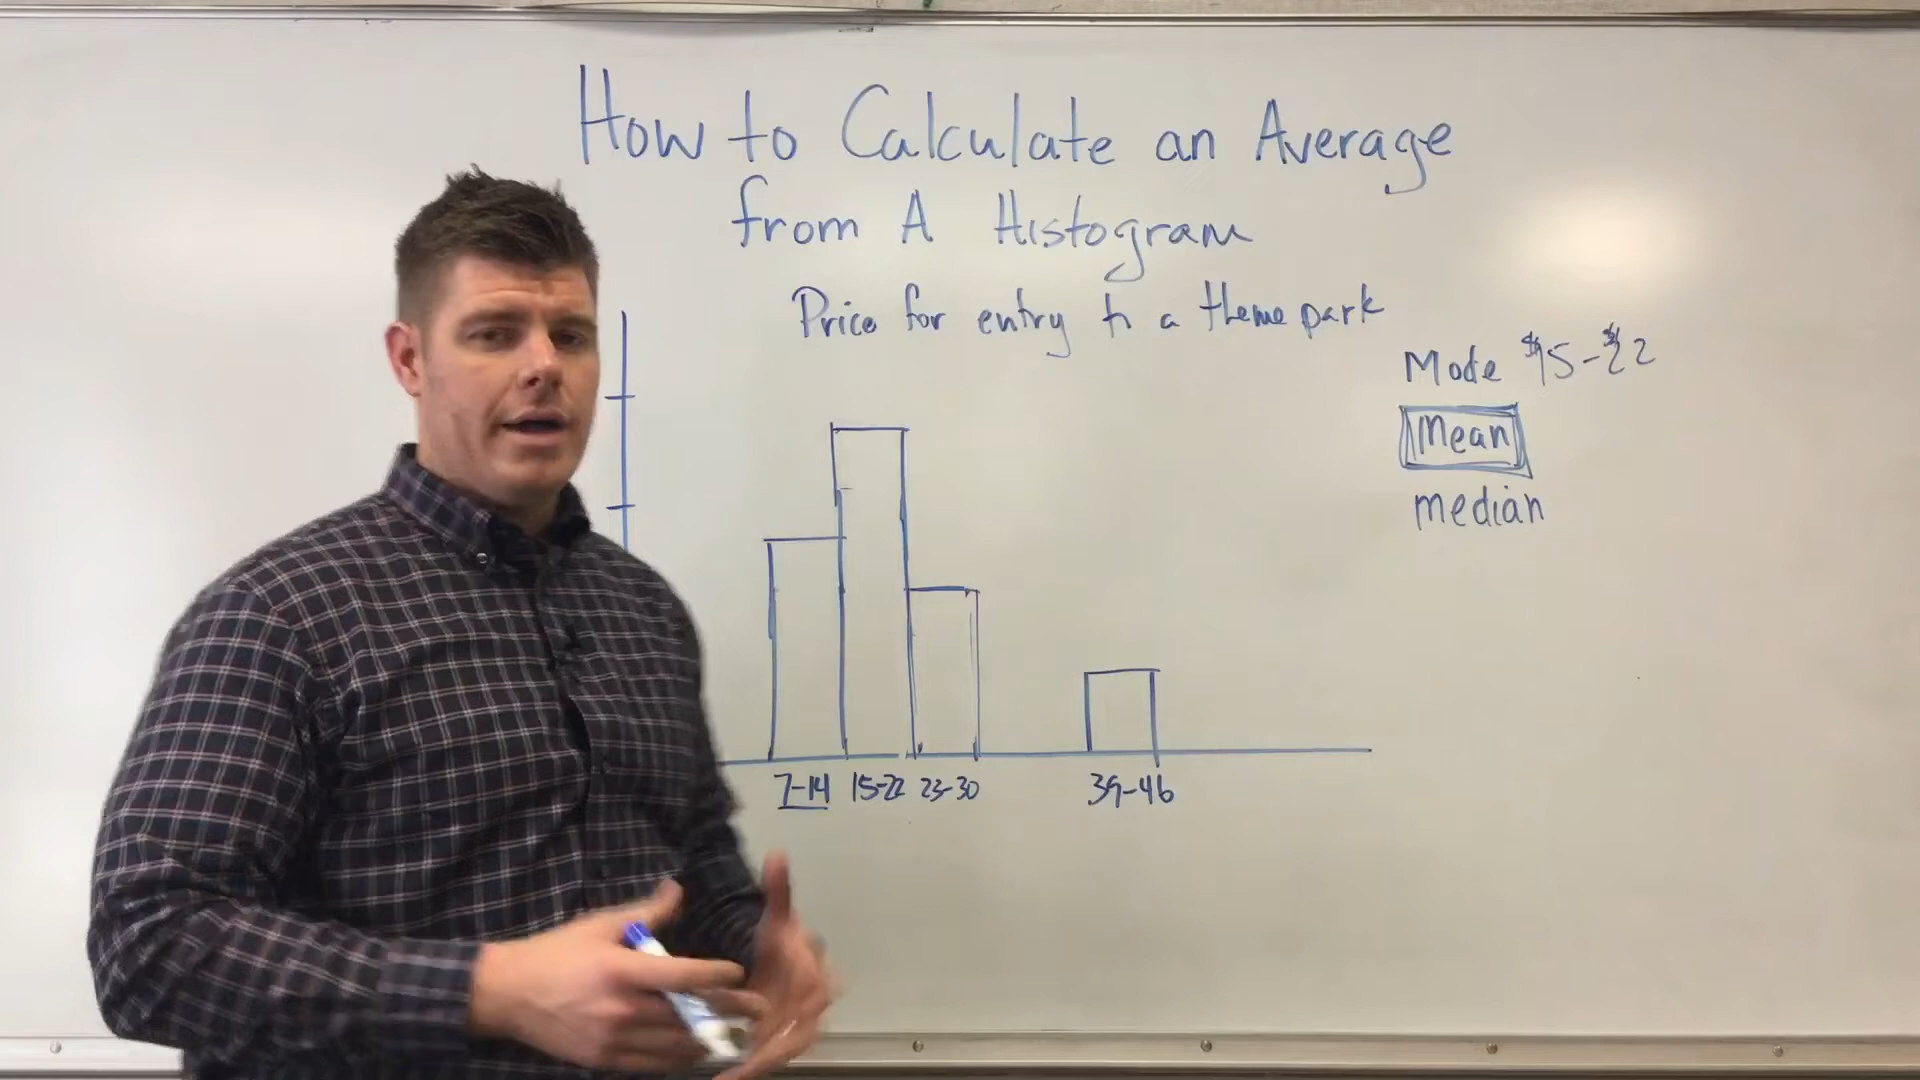 How to Calculate an Average
from A Histogram
Price for entry to a theme park
Mode $15-$22
Mean
median
7-14 15-22 23-30 39-46